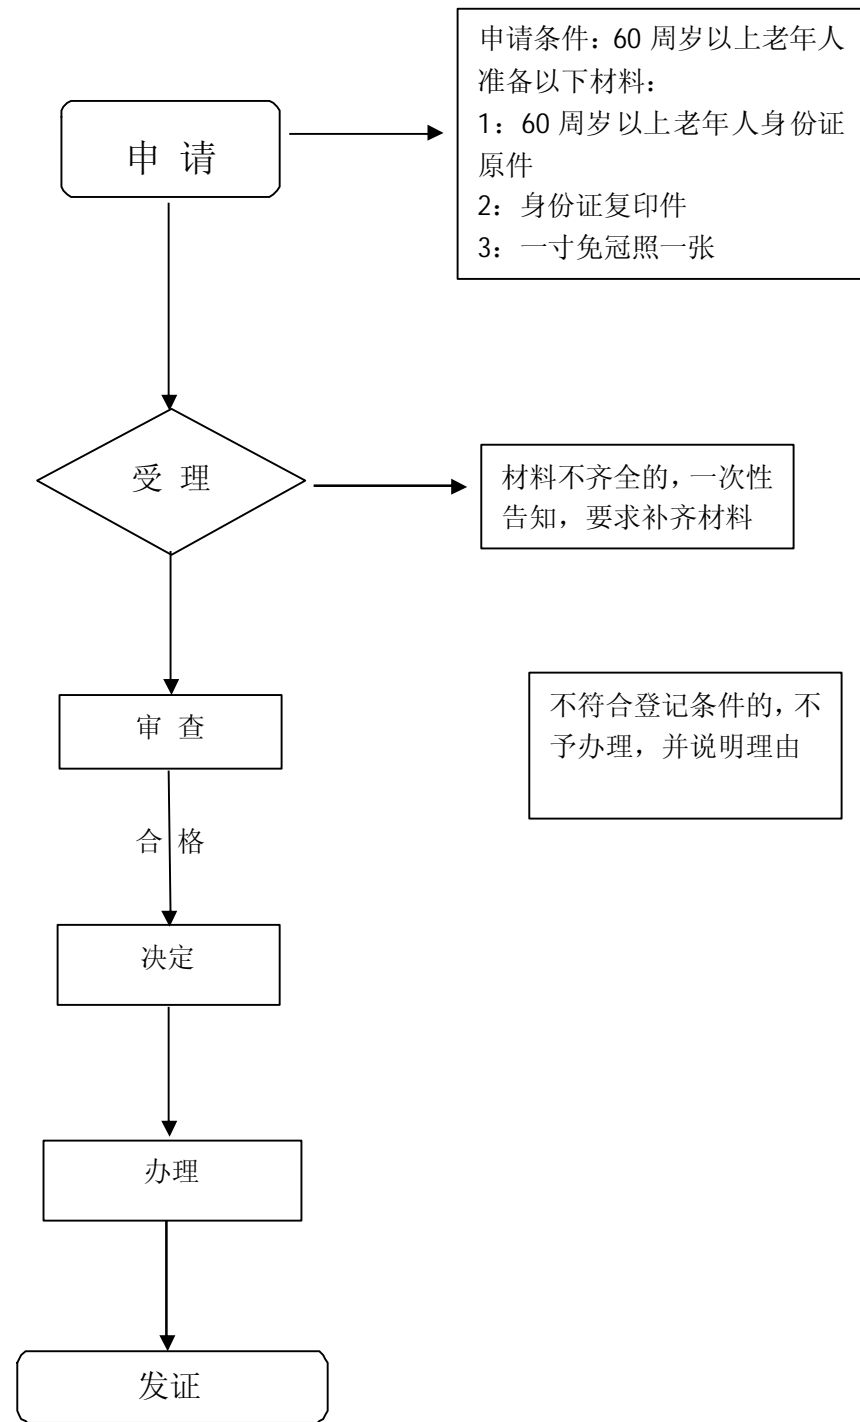 申 请
申请条件：60 周岁以上老年人
准备以下材料：
1：60 周岁以上老年人身份证
原件
2：身份证复印件
3：一寸免冠照一张
受 理
材料不齐全的，一次性
告知，要求补齐材料
审 查
不符合登记条件的，不
予办理，并说明理由
合 格
决定
办理
发证